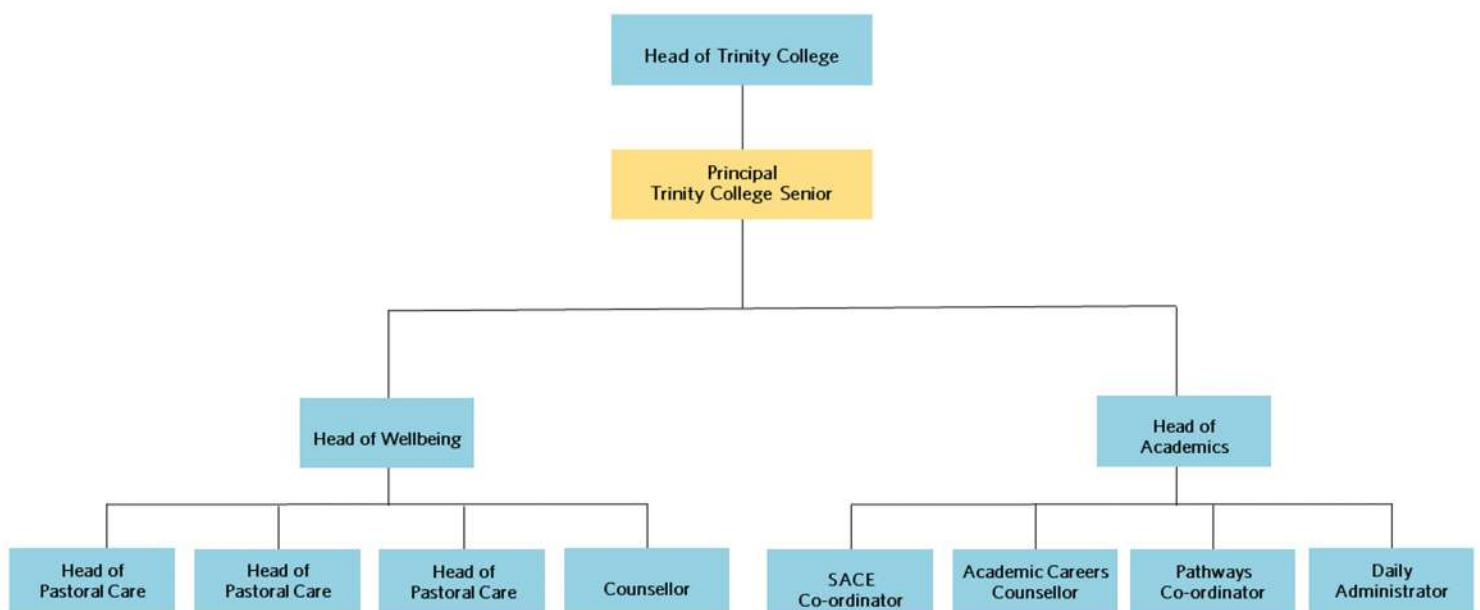 Head of Trinity College
Principal
Trinity College Senior
Head of Wellbeing
Head of
Academics
Head of
Pastoral Care
Head of
Pastoral Care
Head of
Pastoral Care
Counsellor
SACE
Co-ordinator
Academic Careers
Counsellor
Pathways
Co-ordinator
Daily
Administrator